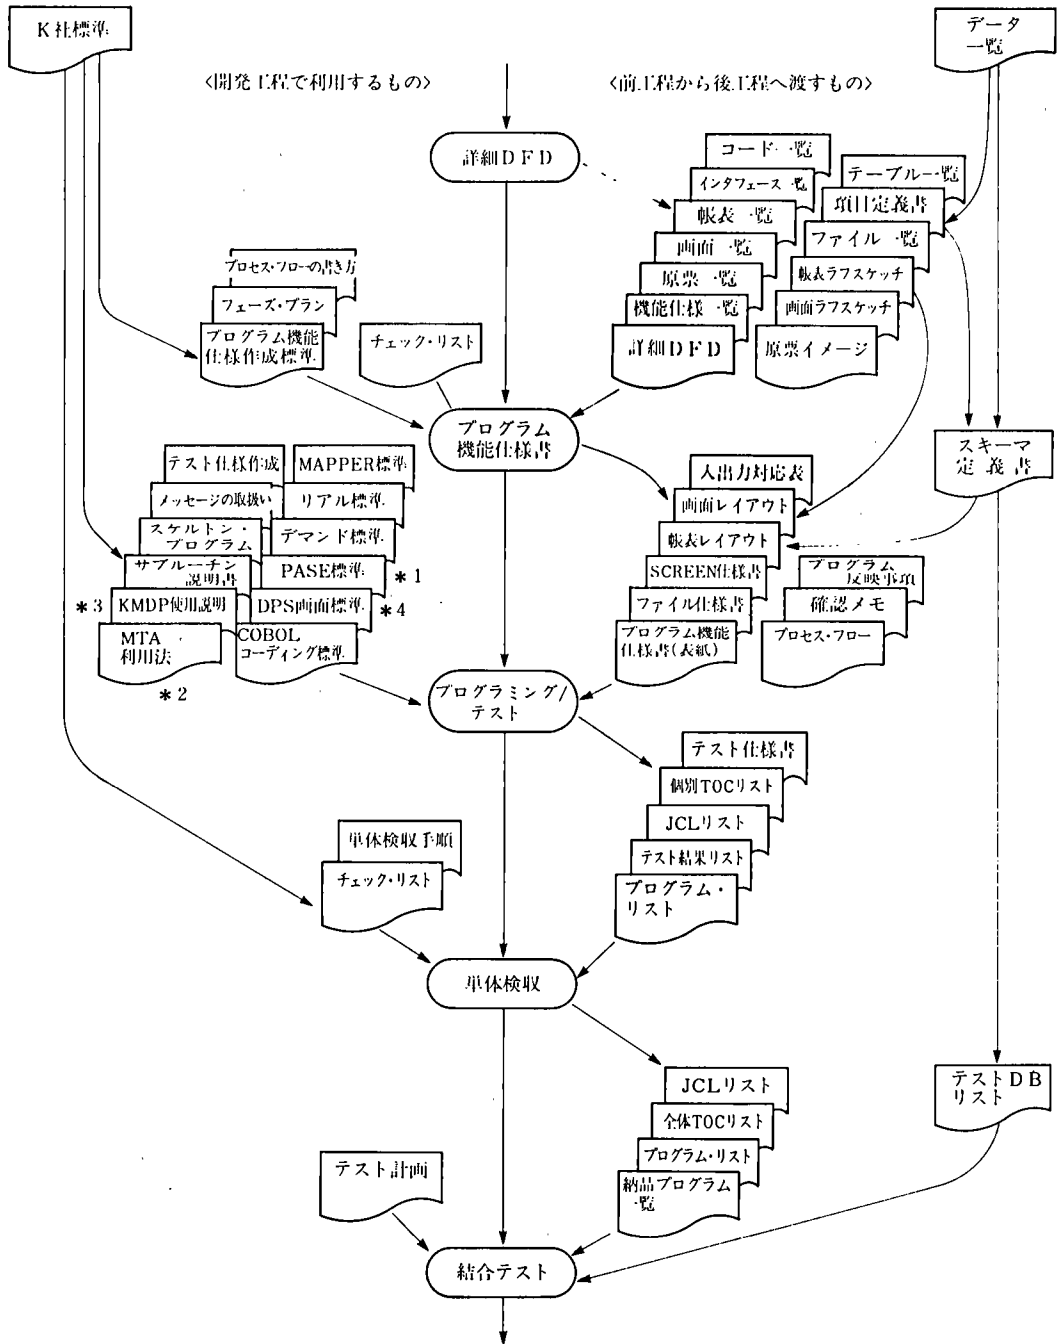 K社標準
データ
一覧
〈開発工程で利用するもの〉
〈前工程から後工程へ渡すもの〉
詳細DFD
コード一覧
インタフェース一覧
帳表一覧
画面一覧
原票一覧
機能仕様一覧
詳細DFD
テーブル一覧
項目定義書
ファイル一覧
帳表ラフスケッチ
画面ラフスケッチ
原票イメージ
プロセス・フローの書き方
フェーズ・プラン
プログラム機能
仕様作成標準
チェック・リスト
プログラム
機能仕様書
スキーマ
定義書
テスト仕様作成
メッセージの取扱い
スケルトン・
プログラム
サブルーチン
説明書
*3
KMDP使用説明
MTA
利用法
*2
MAPPER標準
リアル標準
デマンド標準
PASE標準
*1
DPS画面標準
*4
COBOL
コーディング標準
入出力対応表
画面レイアウト
帳表レイアウト
SCREEN仕様書
ファイル仕様書
プログラム機能
仕様書(表紙)
プログラム
反映事項
確認メモ
プロセス・フロー
プログラミング/
テスト
テスト仕様書
個別TOCリスト
JCLリスト
テスト結果リスト
プログラム・
リスト
単体検収手順
チェック・リスト
単体検収
JCLリスト
全体TOCリスト
プログラム・リスト
納品プログラム
一覧
テストDB
リスト
テスト計画
結合テスト